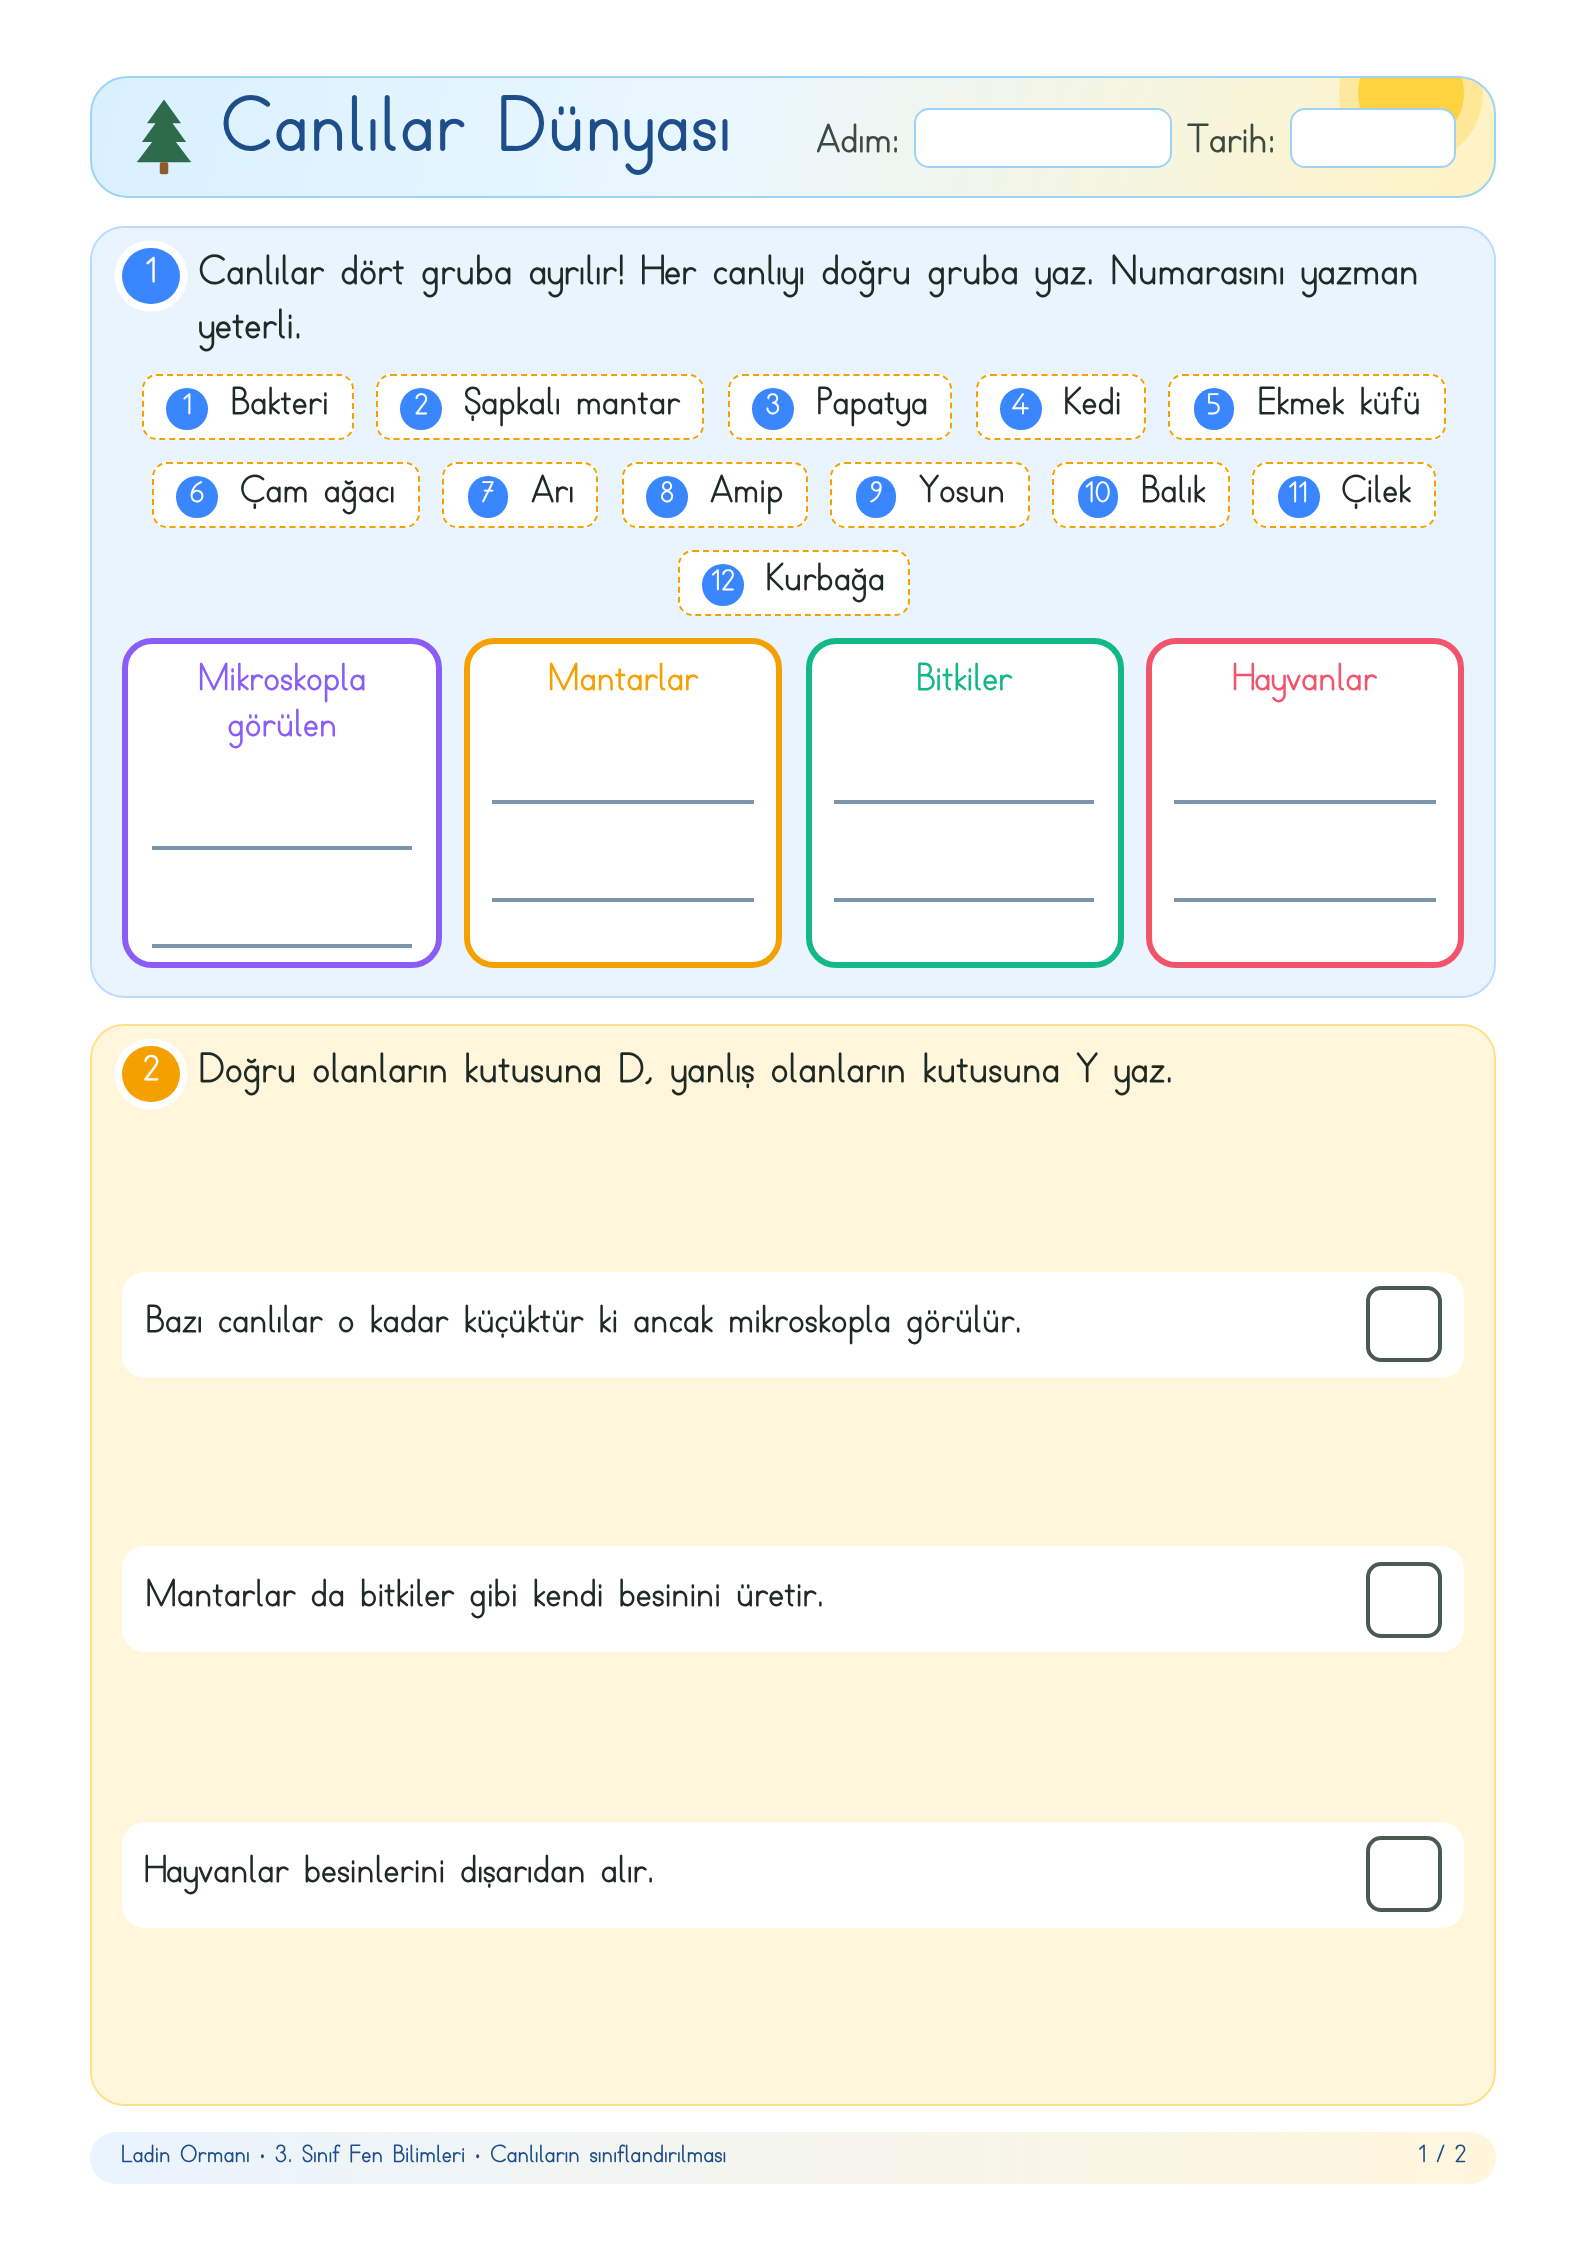 Canlılar Dünyası
Adım:
Tarih:
1
Canlılar dört gruba ayrılır! Her canlıyı doğru gruba yaz. Numarasını yazman
yeterli.
1 Bakteri
2 Şapkalı mantar
3 Papatya
4 Kedi
5 Ekmek küfü
6 Çam ağacı
7 Arı
8 Amip
9 Yosun
10 Balık
11 Çilek
12 Kurbağa
Mikroskopla
görülen
Mantarlar
Bitkiler
Hayvanlar
2
Doğru olanların kutusuna D, yanlış olanların kutusuna Y yaz.
Bazı canlılar o kadar küçüktür ki ancak mikroskopla görülür.
Mantarlar da bitkiler gibi kendi besinini üretir.
Hayvanlar besinlerini dışarıdan alır.
Ladin Ormanı • 3. Sınıf Fen Bilimleri • Canlıların sınıflandırılması
1 / 2